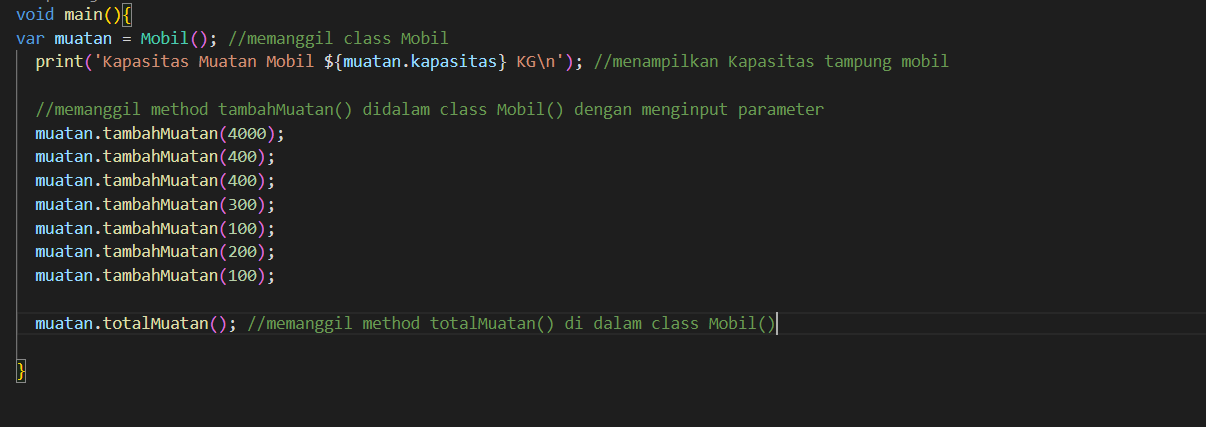 void main(){
var muatan = Mobil(); //memanggil class Mobil
print('Kapasitas Muatan Mobil ${muatan.kapasitas} KG\n'); //menampilkan Kapasitas tampung mobil
//memanggil method tambahMuatan() didalam class Mobil() dengan menginput parameter
muatan.tambahMuatan(4000);
muatan.tambahMuatan(400);
muatan.tambahMuatan(400);
muatan.tambahMuatan(300);
muatan.tambahMuatan(100);
muatan.tambahMuatan(200);
muatan.tambahMuatan(100);
muatan.totalMuatan(); //memanggil method totalMuatan() di dalam class Mobil()
}